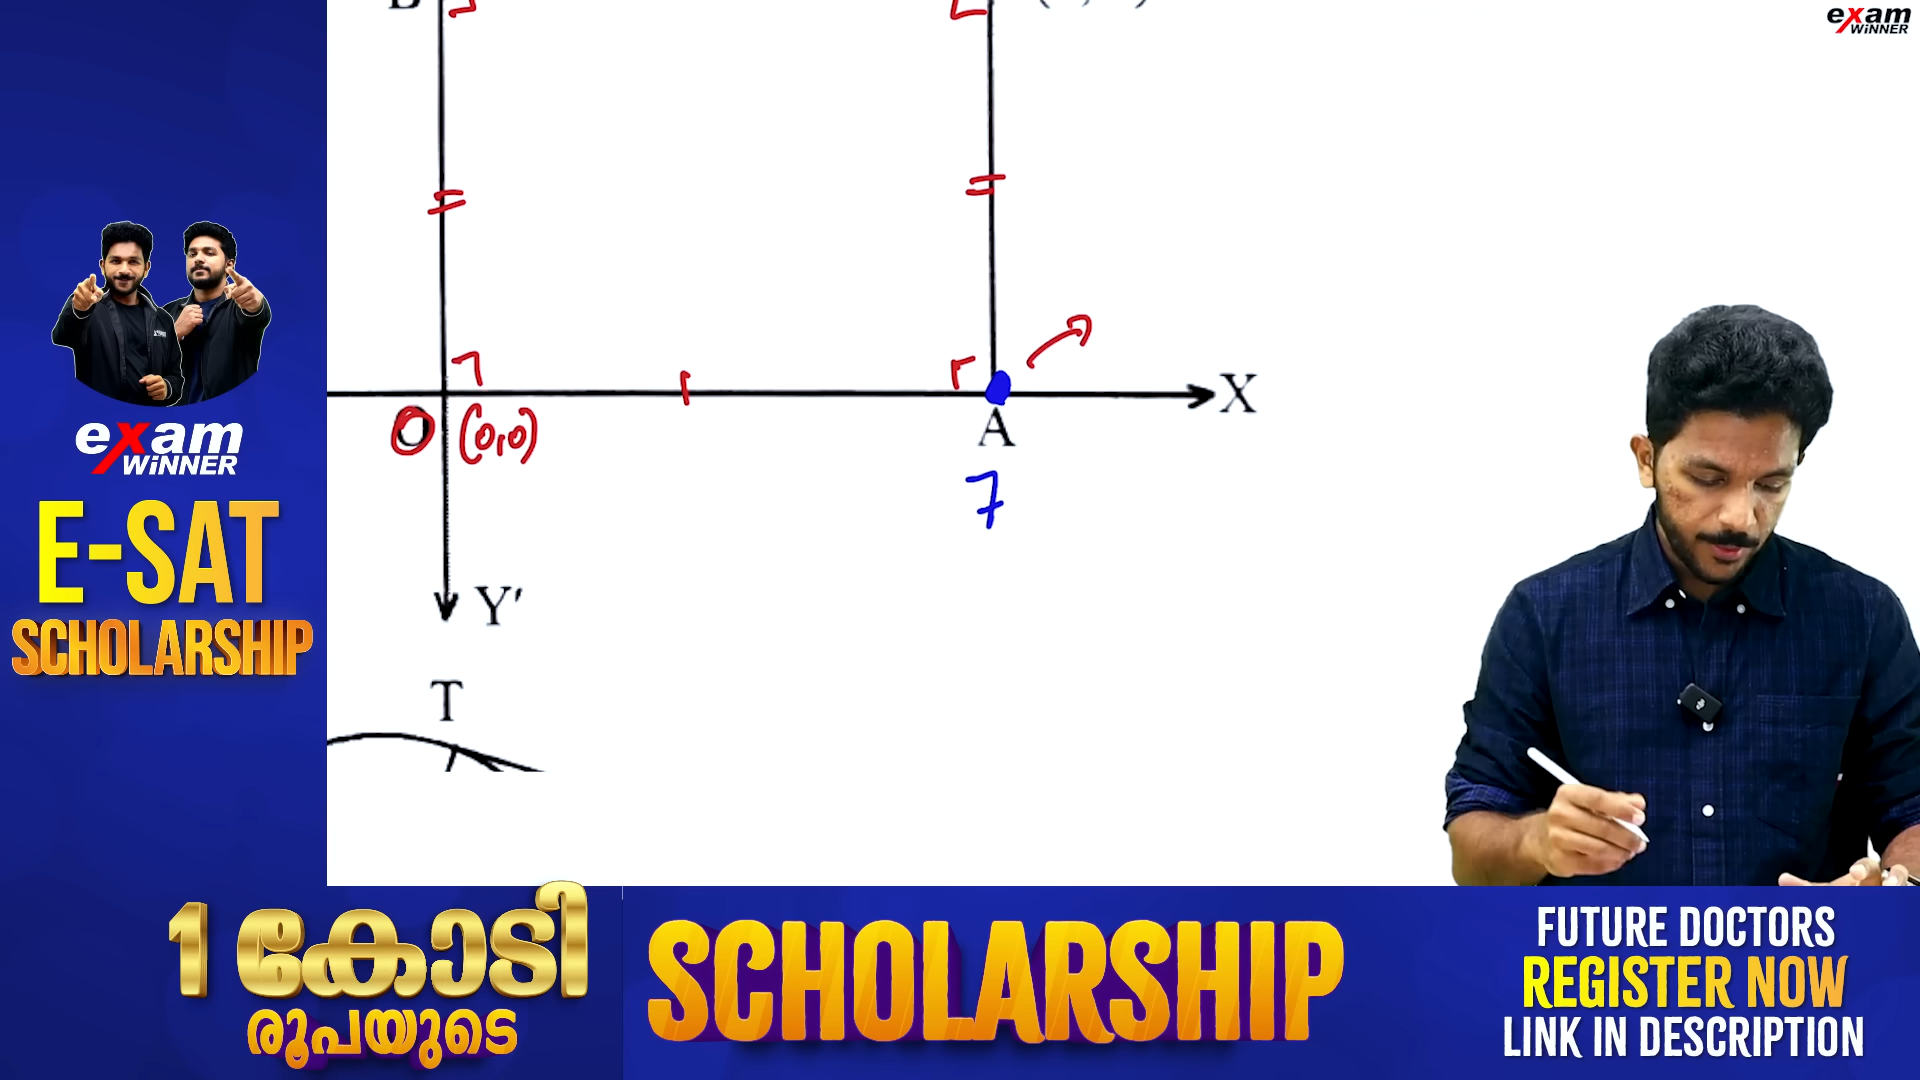 exam
WiNNER
B
X
O (0,0)
A
7
Y'
T
exam
WiNNER
E-SAT
SCHOLARSHIP
1 കോടി
രൂപയുടെ
SCHOLARSHIP
FUTURE DOCTORS
REGISTER NOW
LINK IN DESCRIPTION